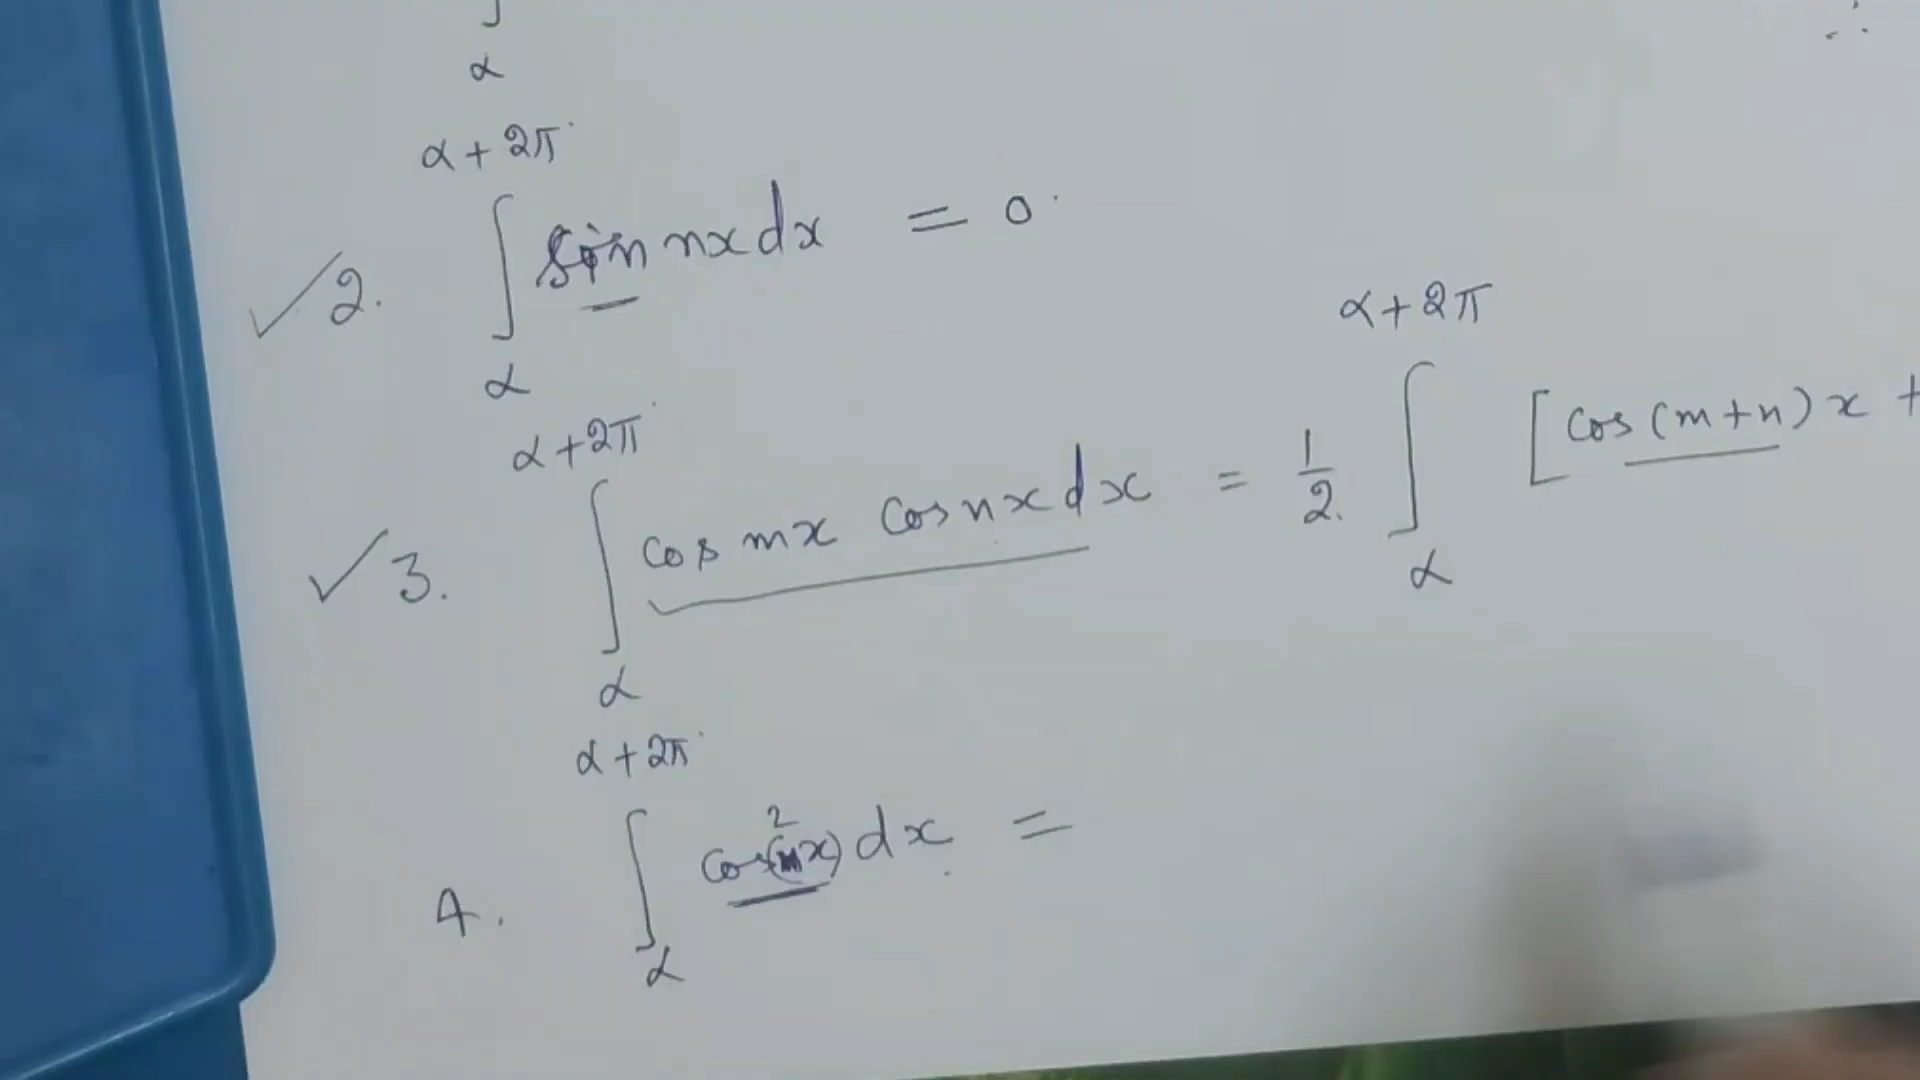 ∫
α
α + 2π
✓ 2. ∫ sin nx dx = 0
α
α + 2π
✓ 3. ∫ cos mx cos nx dx = 1/2 ∫ [cos (m+n) x +
α + 2π
α
α
α + 2π
4. ∫ cos²(nx) dx =
α